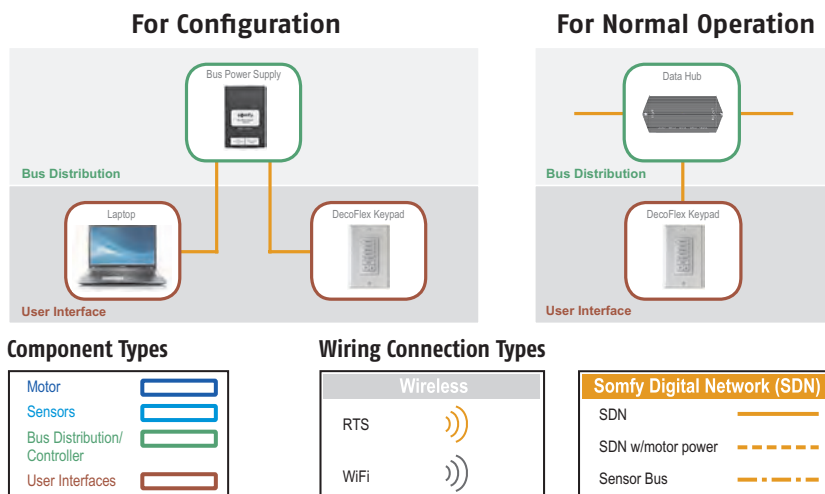 For Configuration
Bus Power Supply
somfy
Bus Distribution
Laptop
DecoFlex Keypad
User Interface
For Normal Operation
Data Hub
Bus Distribution
DecoFlex Keypad
User Interface
Component Types
Motor
Sensors
Bus Distribution/
Controller
User Interfaces
Wiring Connection Types
Wireless
RTS
WiFi
Somfy Digital Network (SDN)
SDN
SDN w/motor power
Sensor Bus